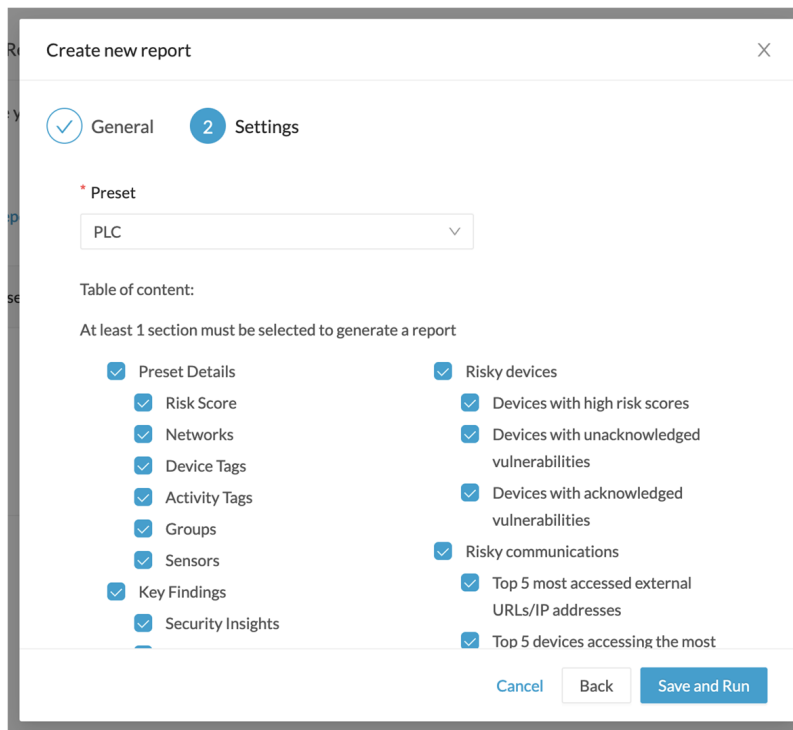 Create new report
General
2 Settings
* Preset
PLC
Table of content:
At least 1 section must be selected to generate a report
Preset Details
Risk Score
Networks
Device Tags
Activity Tags
Groups
Sensors
Key Findings
Security Insights
Risky devices
Devices with high risk scores
Devices with unacknowledged
vulnerabilities
Devices with acknowledged
vulnerabilities
Risky communications
Top 5 most accessed external
URLs/IP addresses
Top 5 devices accessing the most
Cancel
Back
Save and Run